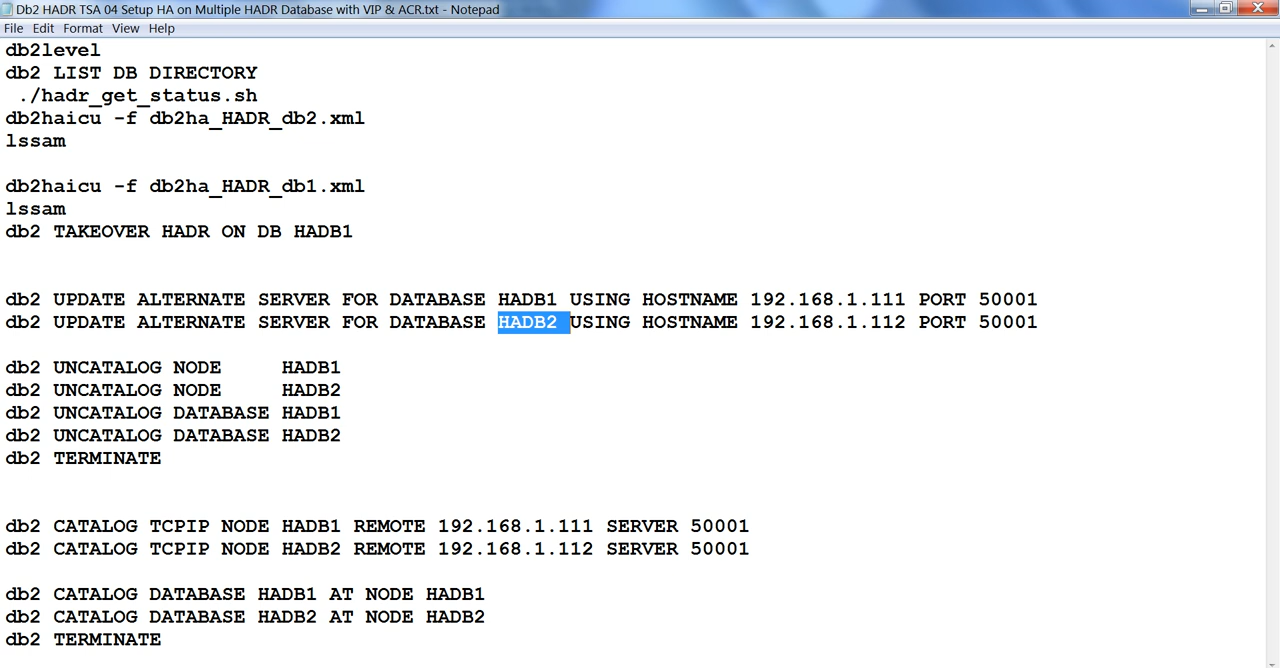 Db2 HADR TSA 04 Setup HA on Multiple HADR Database with VIP & ACR.txt - Notepad
File Edit Format View Help
db2level
db2 LIST DB DIRECTORY
./hadr_get_status.sh
db2haicu -f db2ha_HADR_db2.xml
lssam
db2haicu -f db2ha_HADR_db1.xml
lssam
db2 TAKEOVER HADR ON DB HADB1
db2 UPDATE ALTERNATE SERVER FOR DATABASE HADB1 USING HOSTNAME 192.168.1.111 PORT 50001
db2 UPDATE ALTERNATE SERVER FOR DATABASE HADB2 USING HOSTNAME 192.168.1.112 PORT 50001
db2 UNCATALOG NODE HADB1
db2 UNCATALOG NODE HADB2
db2 UNCATALOG DATABASE HADB1
db2 UNCATALOG DATABASE HADB2
db2 TERMINATE
db2 CATALOG TCPIP NODE HADB1 REMOTE 192.168.1.111 SERVER 50001
db2 CATALOG TCPIP NODE HADB2 REMOTE 192.168.1.112 SERVER 50001
db2 CATALOG DATABASE HADB1 AT NODE HADB1
db2 CATALOG DATABASE HADB2 AT NODE HADB2
db2 TERMINATE